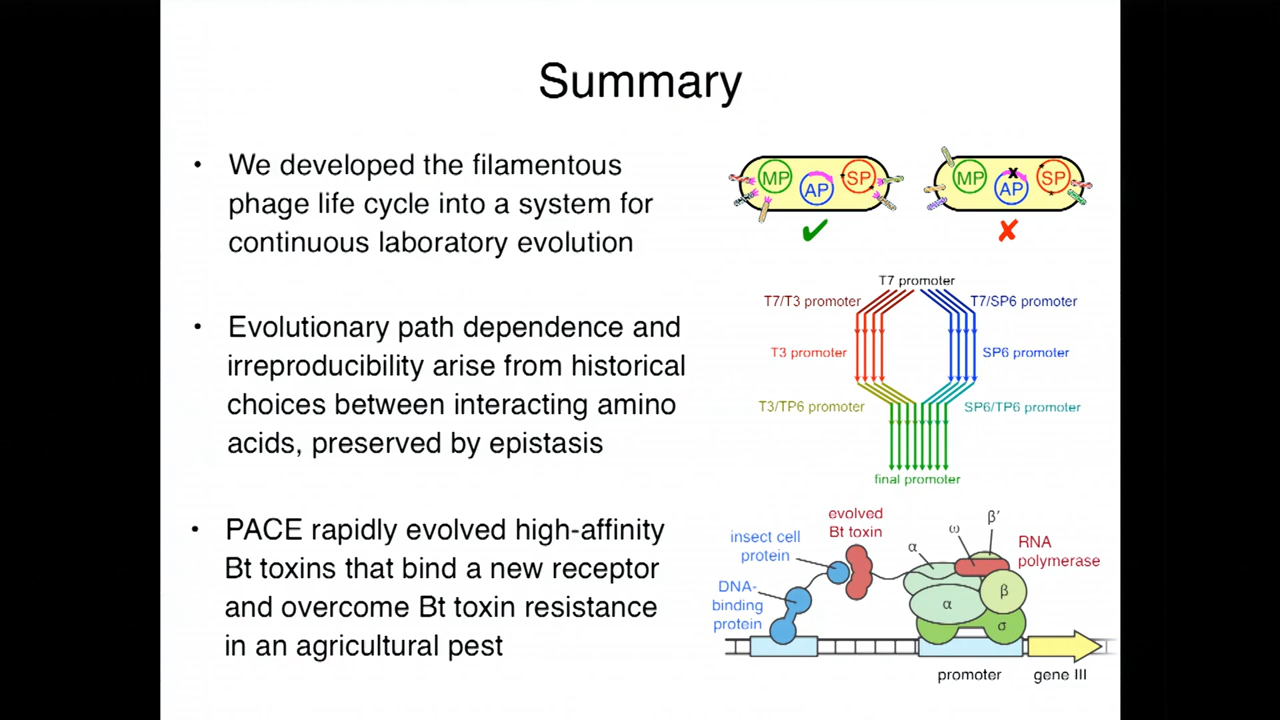 Summary
• We developed the filamentous
phage life cycle into a system for
continuous laboratory evolution
MP AP SP
MP AP SP
• Evolutionary path dependence and
irreproducibility arise from historical
choices between interacting amino
acids, preserved by epistasis
T7 promoter
T7/T3 promoter
T7/SP6 promoter
T3 promoter
SP6 promoter
T3/TP6 promoter
SP6/TP6 promoter
final promoter
• PACE rapidly evolved high-affinity
Bt toxins that bind a new receptor
and overcome Bt toxin resistance
in an agricultural pest
evolved
Bt toxin
insect cell
protein
DNA-
binding
protein
α
ω
β′
RNA
polymerase
β
α
σ
promoter
gene III